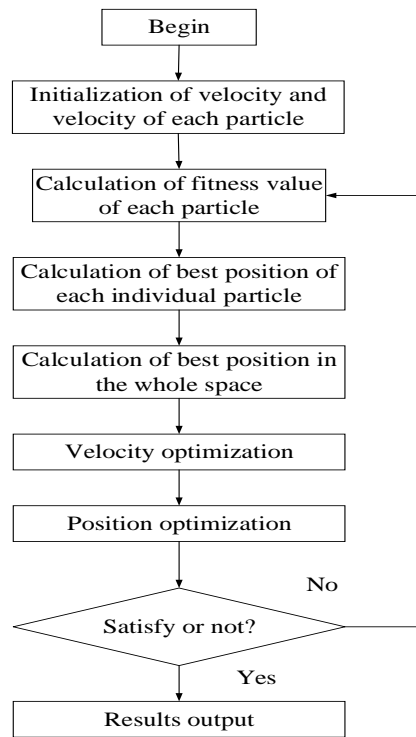 Begin
Initialization of velocity and
velocity of each particle
Calculation of fitness value
of each particle
Calculation of best position of
each individual particle
Calculation of best position in
the whole space
Velocity optimization
Position optimization
No
Satisfy or not?
Yes
Results output